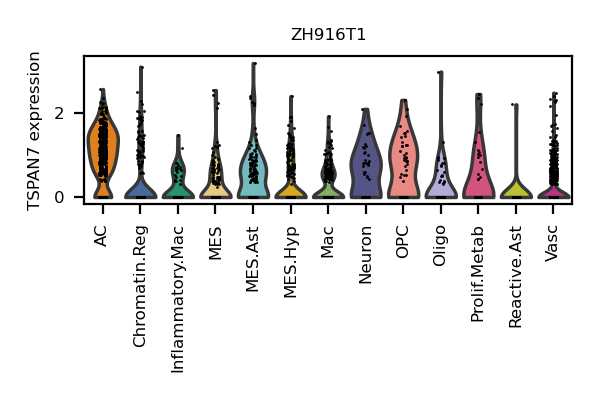 ZH916T1
TSPAN7 expression
2
0
AC
Chromatin.Reg
Inflammatory.Mac
MES
MES.Ast
MES.Hyp
Mac
Neuron
OPC
Oligo
Prolif.Metab
Reactive.Ast
Vasc